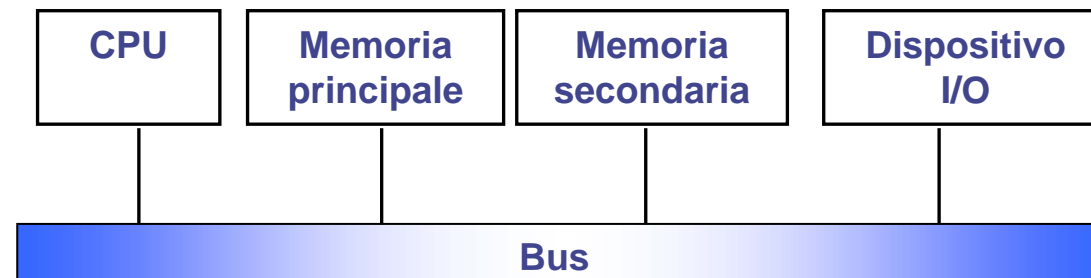 CPU
Memoria
principale
Memoria
secondaria
Dispositivo
I/O
Bus